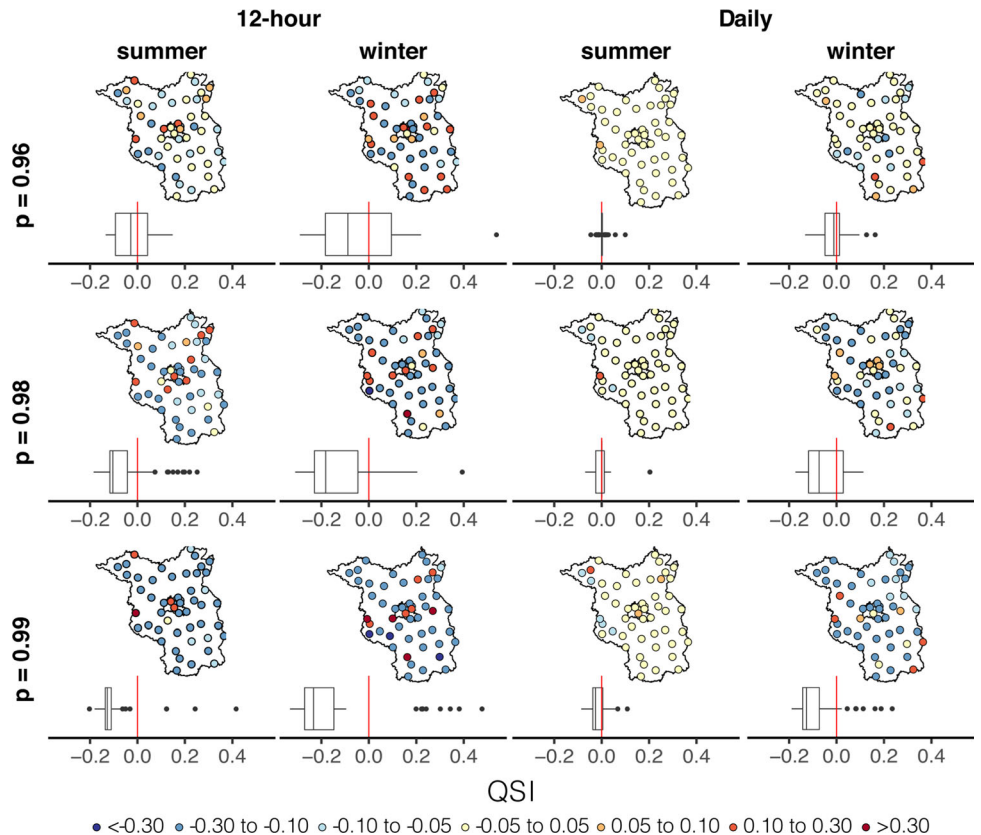 12-hour Daily
summer winter summer winter
p = 0.96
−0.2 0.0 0.2 0.4 −0.2 0.0 0.2 0.4 −0.2 0.0 0.2 0.4 −0.2 0.0 0.2 0.4
p = 0.98
−0.2 0.0 0.2 0.4 −0.2 0.0 0.2 0.4 −0.2 0.0 0.2 0.4 −0.2 0.0 0.2 0.4
p = 0.99
−0.2 0.0 0.2 0.4 −0.2 0.0 0.2 0.4 −0.2 0.0 0.2 0.4 −0.2 0.0 0.2 0.4
QSI
<-0.30 -0.30 to -0.10 -0.10 to -0.05 -0.05 to 0.05 0.05 to 0.10 0.10 to 0.30 >0.30